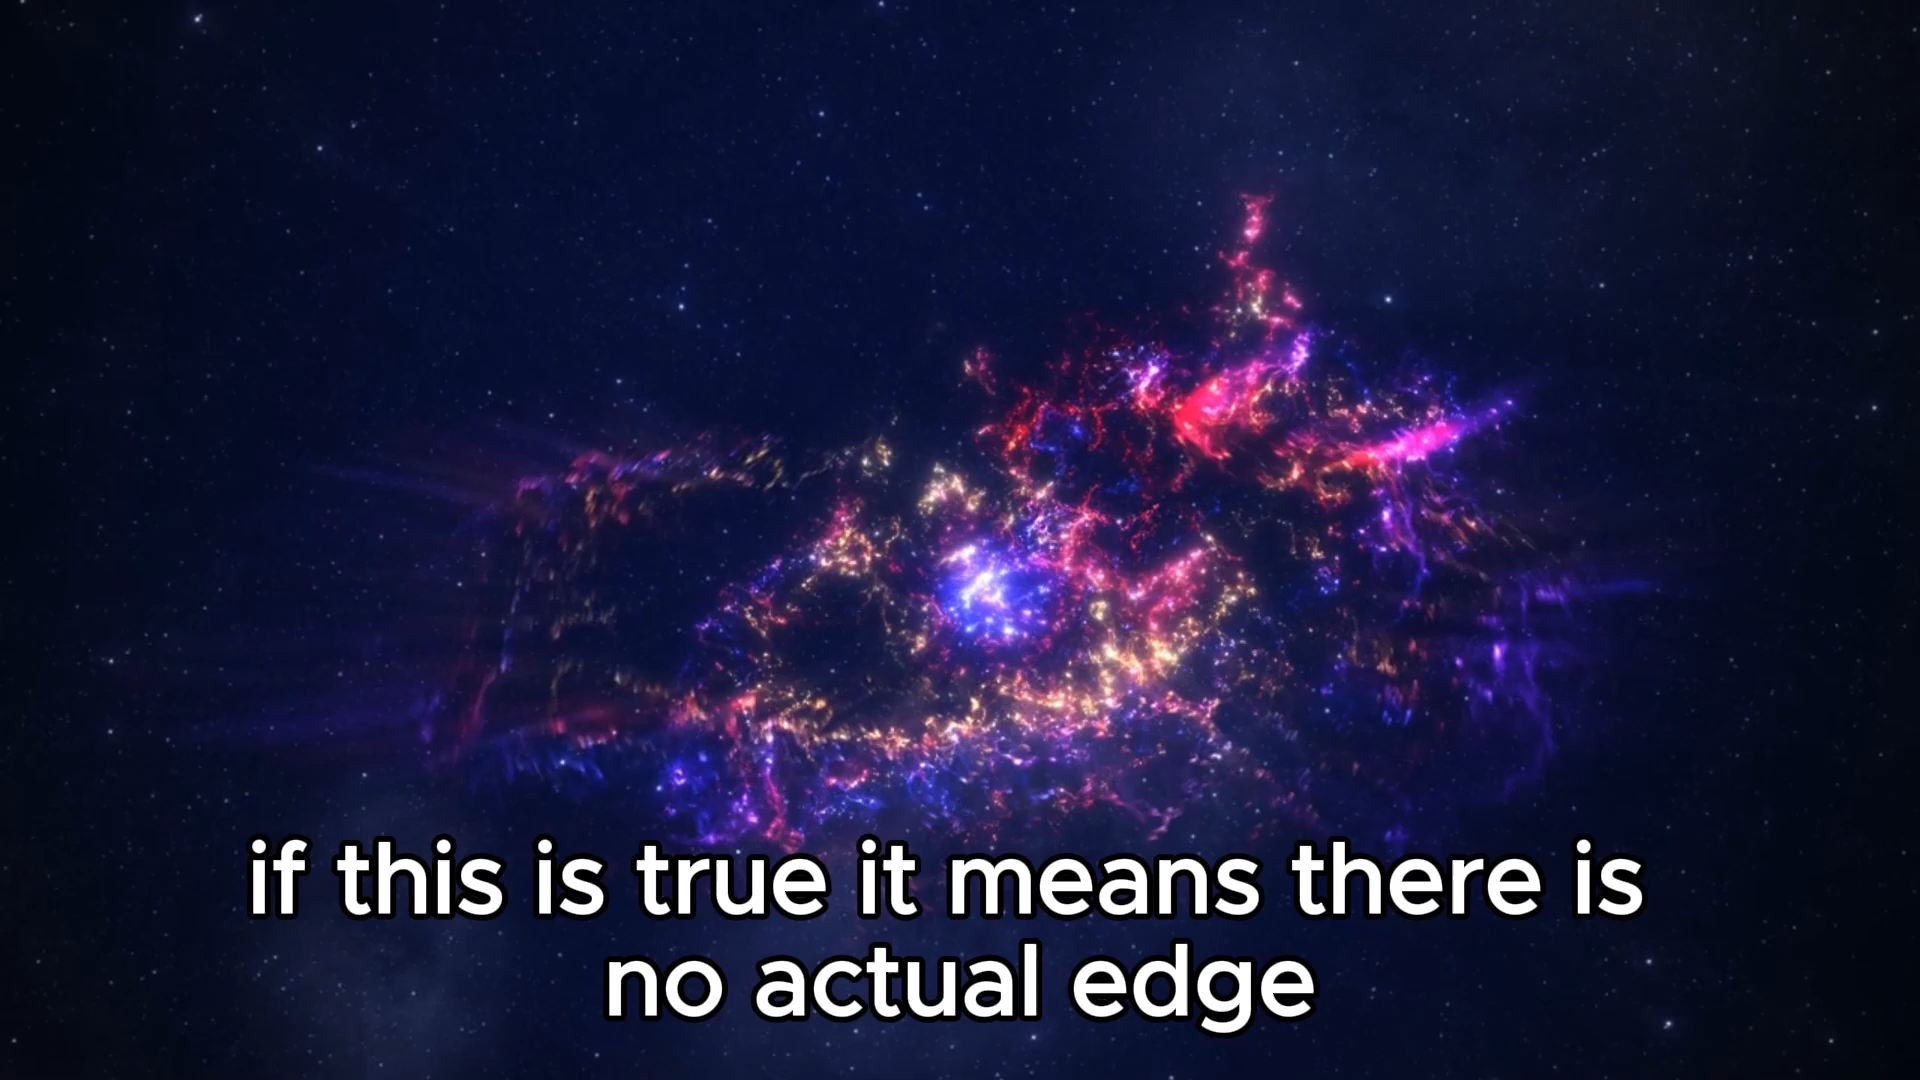 if this is true it means there is
no actual edge